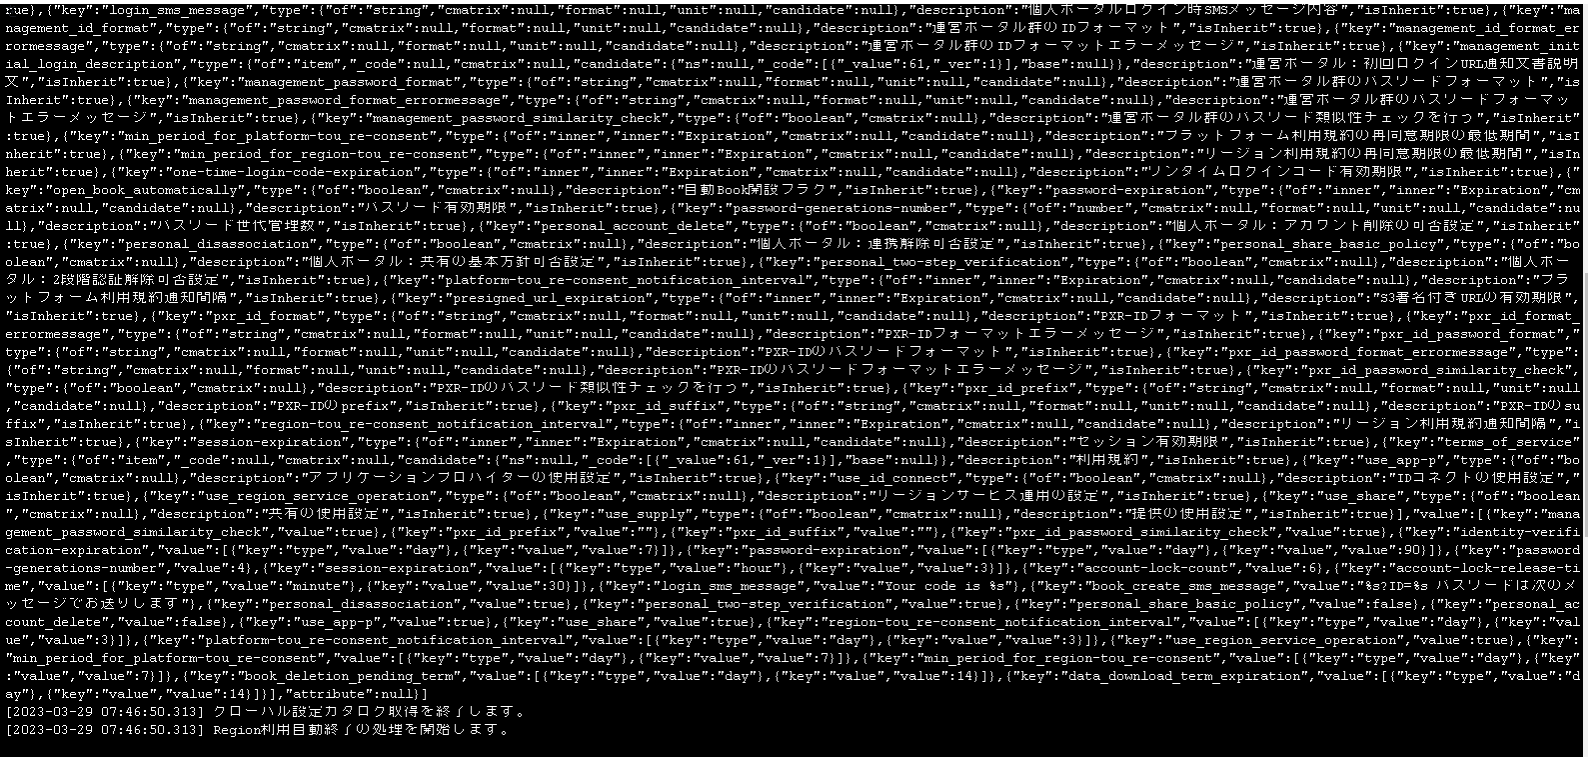 rue},{"key":"login_sms_message","type":{"of":"string","cmatrix":null,"format":null,"unit":null,"candidate":null},"description":"個人ポータルログイン時SMSメッセージ内容","isInherit":true},{"key":"ma
nagement_id_format","type":{"of":"string","cmatrix":null,"format":null,"unit":null,"candidate":null},"description":"運営ポータル群のIDフォーマット","isInherit":true},{"key":"management_id_format_er
rormessage","type":{"of":"string","cmatrix":null,"format":null,"unit":null,"candidate":null},"description":"運営ポータル群のIDフォーマットエラーメッセージ","isInherit":true},{"key":"management_init
ial_login_description","type":{"of":"item","_code":null,"cmatrix":null,"candidate":{"ns":null,"_code":[{"_value":61,"_ver":1}],"base":null}},"description":"運営ポータル：初回ログインURL通知文書説明
文","isInherit":true},{"key":"management_password_format","type":{"of":"string","cmatrix":null,"format":null,"unit":null,"candidate":null},"description":"運営ポータル群のパスワードフォーマット","is
Inherit":true},{"key":"management_password_format_errormessage","type":{"of":"string","cmatrix":null,"format":null,"unit":null,"candidate":null},"description":"運営ポータル群のパスワードフォーマッ
トエラーメッセージ","isInherit":true},{"key":"management_password_similarity_check","type":{"of":"boolean","cmatrix":null},"description":"運営ポータル群のパスワード類似性チェックを行う","isInherit"
:true},{"key":"min_period_for_platform-tou_re-consent","type":{"of":"inner","inner":"Expiration","cmatrix":null,"candidate":null},"description":"プラットフォーム利用規約の再同意期限の最低期間","isI
nherit":true},{"key":"min_period_for_region-tou_re-consent","type":{"of":"inner","inner":"Expiration","cmatrix":null,"candidate":null},"description":"リージョン利用規約の再同意期限の最低期間","isIn
herit":true},{"key":"one-time-login-code-expiration","type":{"of":"inner","inner":"Expiration","cmatrix":null,"candidate":null},"description":"ワンタイムログインコード有効期限","isInherit":true},{"
key":"open_book_automatically","type":{"of":"boolean","cmatrix":null},"description":"自動Book開設フラグ","isInherit":true},{"key":"password-expiration","type":{"of":"inner","inner":"Expiration","cm
atrix":null,"candidate":null},"description":"パスワード有効期限","isInherit":true},{"key":"password-generations-number","type":{"of":"number","cmatrix":null,"format":null,"unit":null,"candidate":nu
ll},"description":"パスワード世代管理数","isInherit":true},{"key":"personal_account_delete","type":{"of":"boolean","cmatrix":null},"description":"個人ポータル：アカウント削除の可否設定","isInherit"
:true},{"key":"personal_disassociation","type":{"of":"boolean","cmatrix":null},"description":"個人ポータル：連携解除可否設定","isInherit":true},{"key":"personal_share_basic_policy","type":{"of":"bo
olean","cmatrix":null},"description":"個人ポータル：共有の基本方針可否設定","isInherit":true},{"key":"personal_two-step_verification","type":{"of":"boolean","cmatrix":null},"description":"個人ポー
タル：2段階認証解除可否設定","isInherit":true},{"key":"platform-tou_re-consent_notification_interval","type":{"of":"inner","inner":"Expiration","cmatrix":null,"candidate":null},"description":"プラ
ットフォーム利用規約通知間隔","isInherit":true},{"key":"presigned_url_expiration","type":{"of":"inner","inner":"Expiration","cmatrix":null,"candidate":null},"description":"S3署名付きURLの有効期限",
"isInherit":true},{"key":"pxr_id_format","type":{"of":"string","cmatrix":null,"format":null,"unit":null,"candidate":null},"description":"PXR-IDフォーマット","isInherit":true},{"key":"pxr_id_format_
errormessage","type":{"of":"string","cmatrix":null,"format":null,"unit":null,"candidate":null},"description":"PXR-IDフォーマットエラーメッセージ","isInherit":true},{"key":"pxr_id_password_format","
type":{"of":"string","cmatrix":null,"format":null,"unit":null,"candidate":null},"description":"PXR-IDのパスワードフォーマット","isInherit":true},{"key":"pxr_id_password_format_errormessage","type":
{"of":"string","cmatrix":null,"format":null,"unit":null,"candidate":null},"description":"PXR-IDのパスワードフォーマットエラーメッセージ","isInherit":true},{"key":"pxr_id_password_similarity_check",
"type":{"of":"boolean","cmatrix":null},"description":"PXR-IDのパスワード類似性チェックを行う","isInherit":true},{"key":"pxr_id_prefix","type":{"of":"string","cmatrix":null,"format":null,"unit":null
,"candidate":null},"description":"PXR-IDのprefix","isInherit":true},{"key":"pxr_id_suffix","type":{"of":"string","cmatrix":null,"format":null,"unit":null,"candidate":null},"description":"PXR-IDのsu
ffix","isInherit":true},{"key":"region-tou_re-consent_notification_interval","type":{"of":"inner","inner":"Expiration","cmatrix":null,"candidate":null},"description":"リージョン利用規約通知間隔","i
sInherit":true},{"key":"session-expiration","type":{"of":"inner","inner":"Expiration","cmatrix":null,"candidate":null},"description":"セッション有効期限","isInherit":true},{"key":"terms_of_service"
,"type":{"of":"item","_code":null,"cmatrix":null,"candidate":{"ns":null,"_code":[{"_value":61,"_ver":1}],"base":null}},"description":"利用規約","isInherit":true},{"key":"use_app-p","type":{"of":"bo
olean","cmatrix":null},"description":"アプリケーションプロバイダーの使用設定","isInherit":true},{"key":"use_id_connect","type":{"of":"boolean","cmatrix":null},"description":"IDコネクトの使用設定","
isInherit":true},{"key":"use_region_service_operation","type":{"of":"boolean","cmatrix":null},"description":"リージョンサービス運用の設定","isInherit":true},{"key":"use_share","type":{"of":"boolean
","cmatrix":null},"description":"共有の使用設定","isInherit":true},{"key":"use_supply","type":{"of":"boolean","cmatrix":null},"description":"提供の使用設定","isInherit":true}],"value":[{"key":"mana
gement_password_similarity_check","value":true},{"key":"pxr_id_prefix","value":""},{"key":"pxr_id_suffix","value":""},{"key":"pxr_id_password_similarity_check","value":true},{"key":"identity-verifi
cation-expiration","value":[{"key":"type","value":"day"},{"key":"value","value":7}]},{"key":"password-expiration","value":[{"key":"type","value":"day"},{"key":"value","value":90}]},{"key":"password
-generations-number","value":4},{"key":"session-expiration","value":[{"key":"type","value":"hour"},{"key":"value","value":3}]},{"key":"account-lock-count","value":6},{"key":"account-lock-release-ti
me","value":[{"key":"type","value":"minute"},{"key":"value","value":30}]},{"key":"login_sms_message","value":"Your code is %s"},{"key":"book_create_sms_message","value":"%s?ID=%s パスワードは次のメ
ッセージでお送りします"},{"key":"personal_disassociation","value":true},{"key":"personal_two-step_verification","value":true},{"key":"personal_share_basic_policy","value":false},{"key":"personal_ac
count_delete","value":false},{"key":"use_app-p","value":true},{"key":"use_share","value":true},{"key":"region-tou_re-consent_notification_interval","value":[{"key":"type","value":"day"},{"key":"val
ue","value":3}]},{"key":"platform-tou_re-consent_notification_interval","value":[{"key":"type","value":"day"},{"key":"value","value":3}]},{"key":"use_region_service_operation","value":true},{"key":
"min_period_for_platform-tou_re-consent","value":[{"key":"type","value":"day"},{"key":"value","value":7}]},{"key":"min_period_for_region-tou_re-consent","value":[{"key":"type","value":"day"},{"key"
:"value","value":7}]},{"key":"book_deletion_pending_term","value":[{"key":"type","value":"day"},{"key":"value","value":14}]},{"key":"data_download_term_expiration","value":[{"key":"type","value":"d
ay"},{"key":"value","value":14}]}],"attribute":null}]
[2023-03-29 07:46:50.313] グローバル設定カタログ取得を終了します。
[2023-03-29 07:46:50.313] Region利用自動終了の処理を開始します。